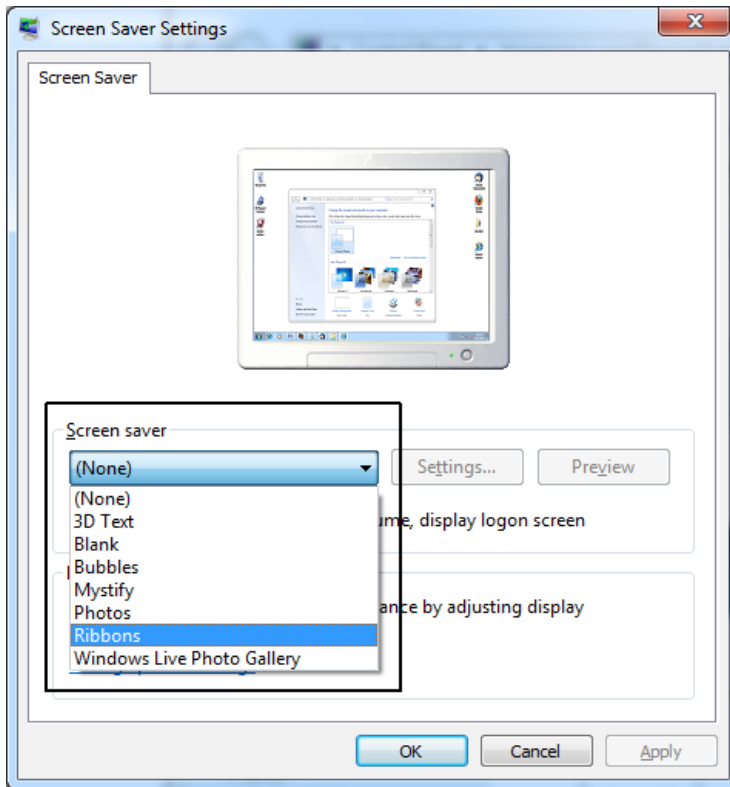 Screen Saver Settings
X
Screen Saver
Screen saver
(None)
Settings...
Preview
(None)
3D Text
Blank
Bubbles
Mystify
Photos
Ribbons
Windows Live Photo Gallery
ume, display logon screen
ance by adjusting display
OK
Cancel
Apply